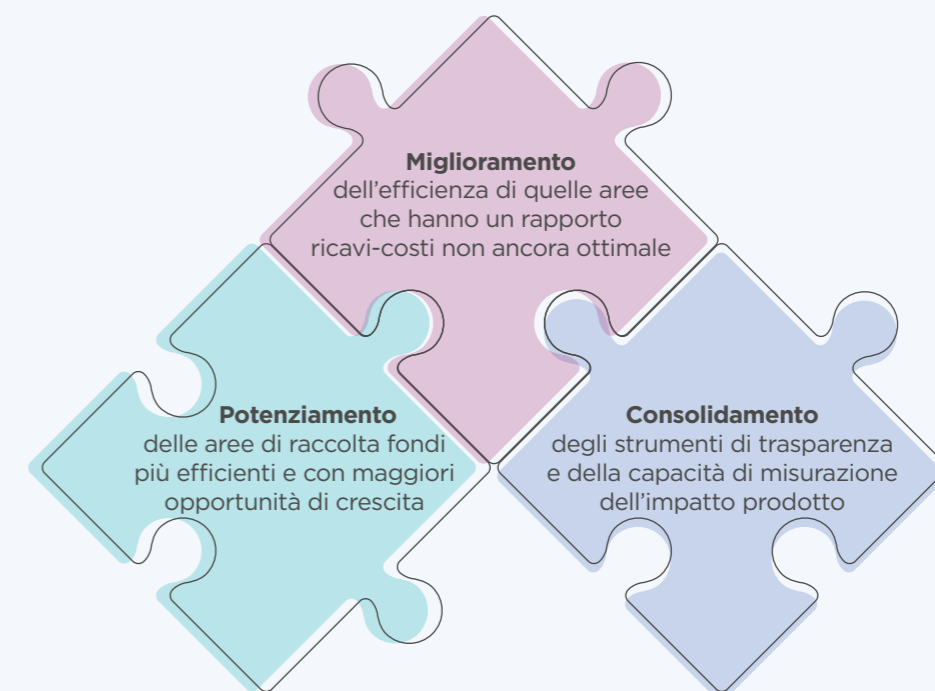 Miglioramento
dell’efficienza di quelle aree
che hanno un rapporto
ricavi-costi non ancora ottimale
Potenziamento
delle aree di raccolta fondi
più efficienti e con maggiori
opportunità di crescita
Consolidamento
degli strumenti di trasparenza
e della capacità di misurazione
dell’impatto prodotto